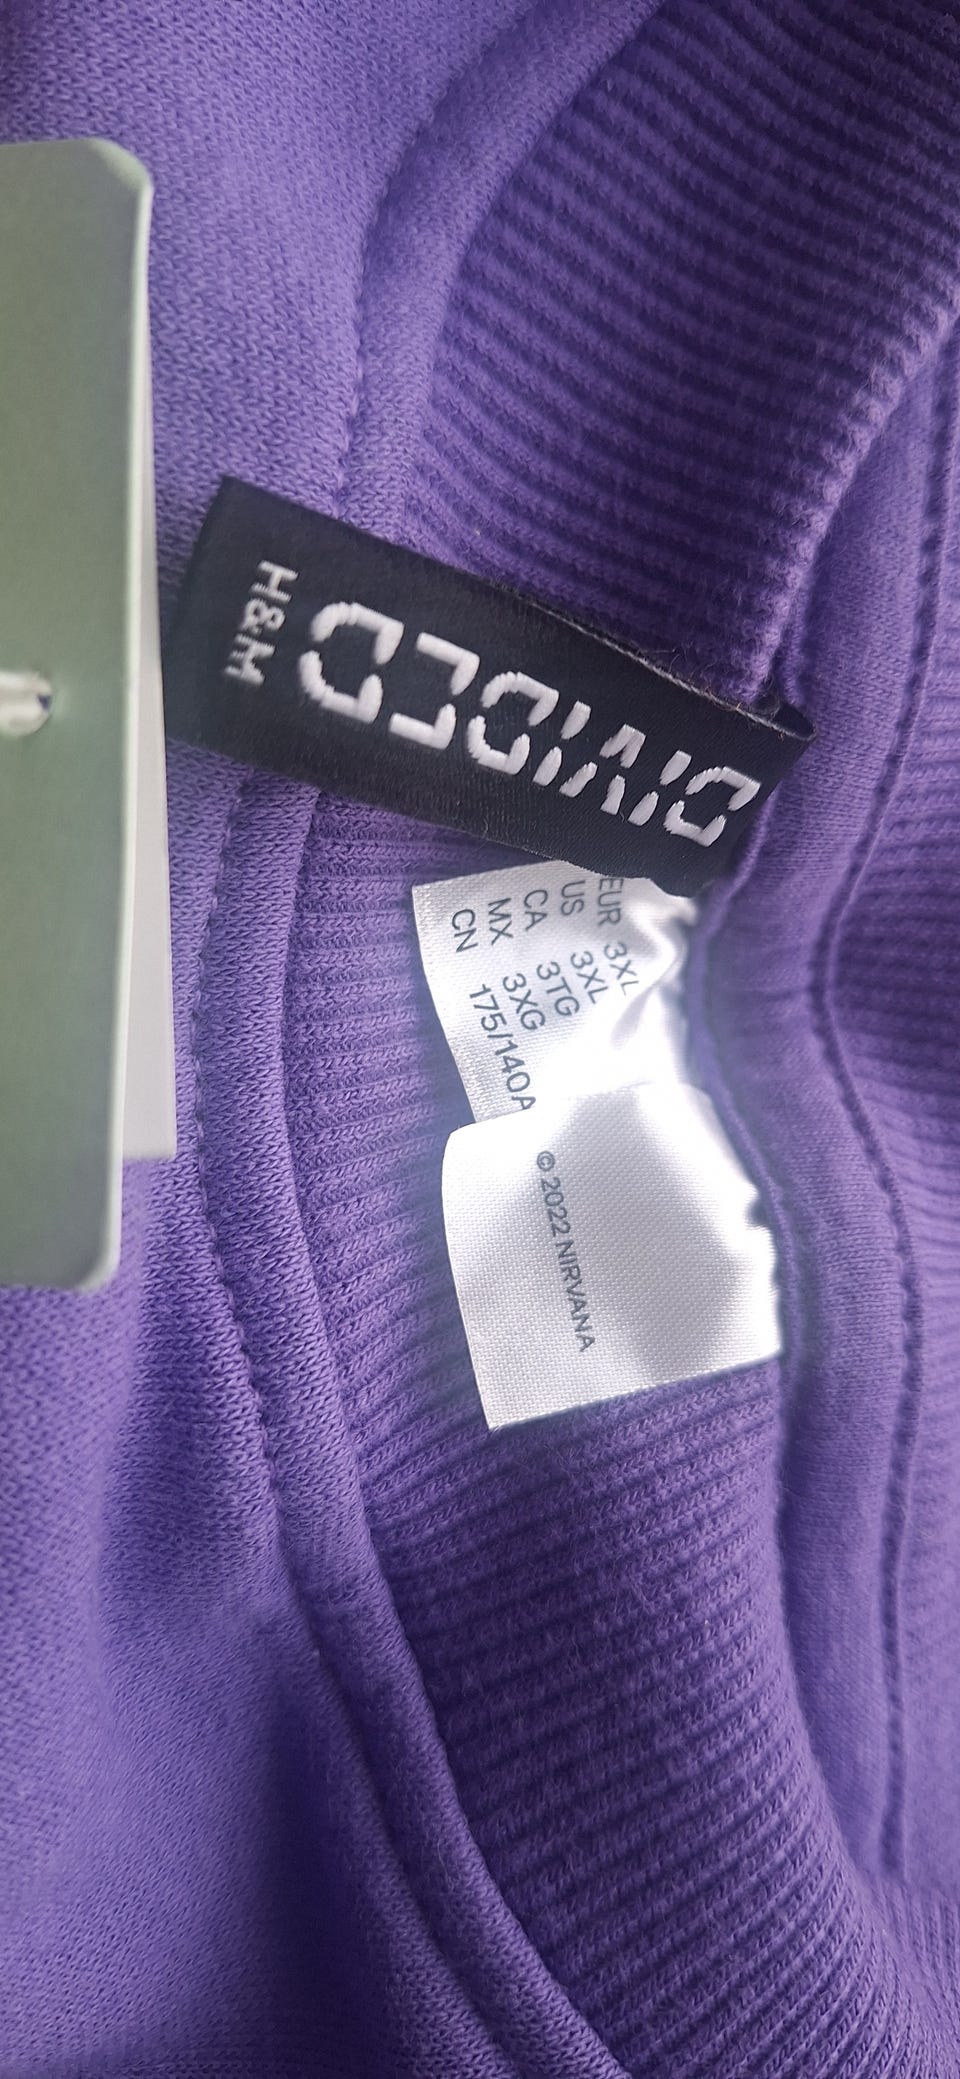 DIVIDED
H&M
EUR 3XL
US 3XL
CA 3TG
MX 3XG
CN 175/140A
© 2022 NIRVANA